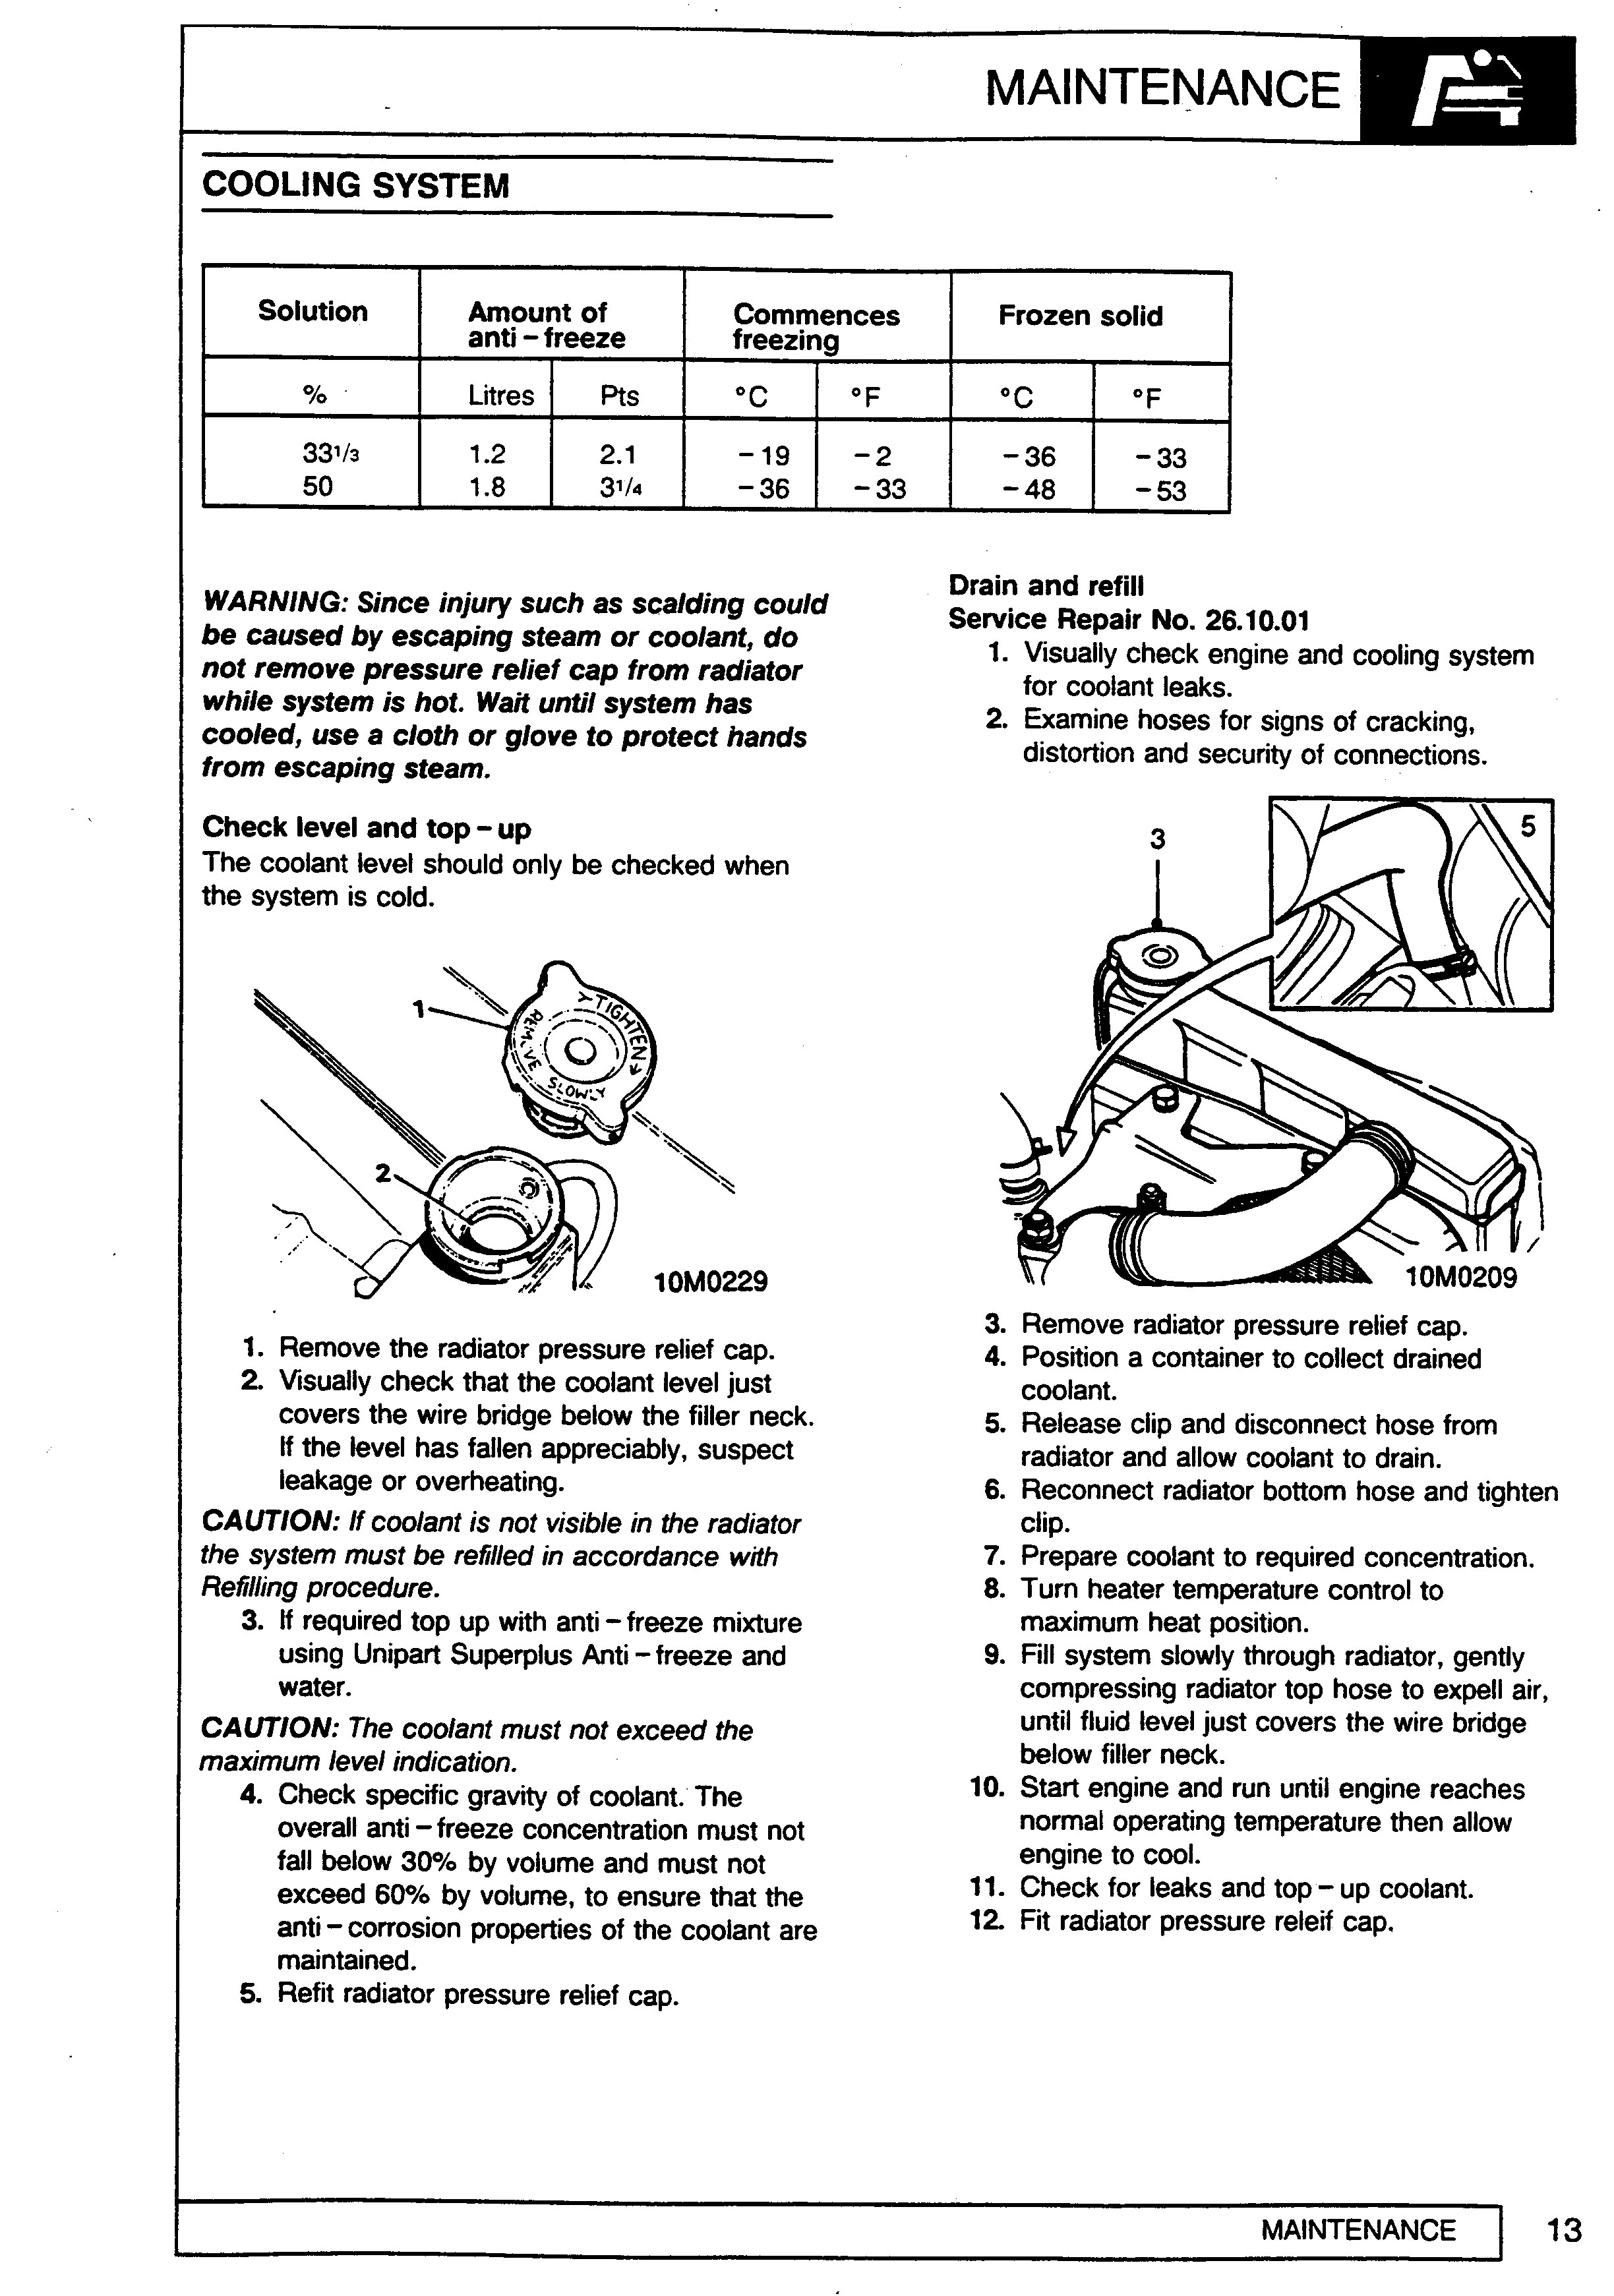 MAINTENANCE
COOLING SYSTEM
Solution Amount of anti – freeze Commences freezing Frozen solid
% Litres Pts °C °F °C °F
33 1/3 1.2 2.1 – 19 – 2 – 36 – 33
50 1.8 3 1/4 – 36 – 33 – 48 – 53
WARNING: Since injury such as scalding could
be caused by escaping steam or coolant, do
not remove pressure relief cap from radiator
while system is hot. Wait until system has
cooled, use a cloth or glove to protect hands
from escaping steam.
Check level and top – up
The coolant level should only be checked when
the system is cold.
1
TIGHTEN
REMOVE SLOWLY
2
10M0229
1. Remove the radiator pressure relief cap.
2. Visually check that the coolant level just
covers the wire bridge below the filler neck.
If the level has fallen appreciably, suspect
leakage or overheating.
CAUTION: If coolant is not visible in the radiator
the system must be refilled in accordance with
Refilling procedure.
3. If required top up with anti – freeze mixture
using Unipart Superplus Anti – freeze and
water.
CAUTION: The coolant must not exceed the
maximum level indication.
4. Check specific gravity of coolant. The
overall anti – freeze concentration must not
fall below 30% by volume and must not
exceed 60% by volume, to ensure that the
anti – corrosion properties of the coolant are
maintained.
5. Refit radiator pressure relief cap.
Drain and refill
Service Repair No. 26.10.01
1. Visually check engine and cooling system
for coolant leaks.
2. Examine hoses for signs of cracking,
distortion and security of connections.
3
5
10M0209
3. Remove radiator pressure relief cap.
4. Position a container to collect drained
coolant.
5. Release clip and disconnect hose from
radiator and allow coolant to drain.
6. Reconnect radiator bottom hose and tighten
clip.
7. Prepare coolant to required concentration.
8. Turn heater temperature control to
maximum heat position.
9. Fill system slowly through radiator, gently
compressing radiator top hose to expell air,
until fluid level just covers the wire bridge
below filler neck.
10. Start engine and run until engine reaches
normal operating temperature then allow
engine to cool.
11. Check for leaks and top – up coolant.
12. Fit radiator pressure releif cap.
MAINTENANCE
13